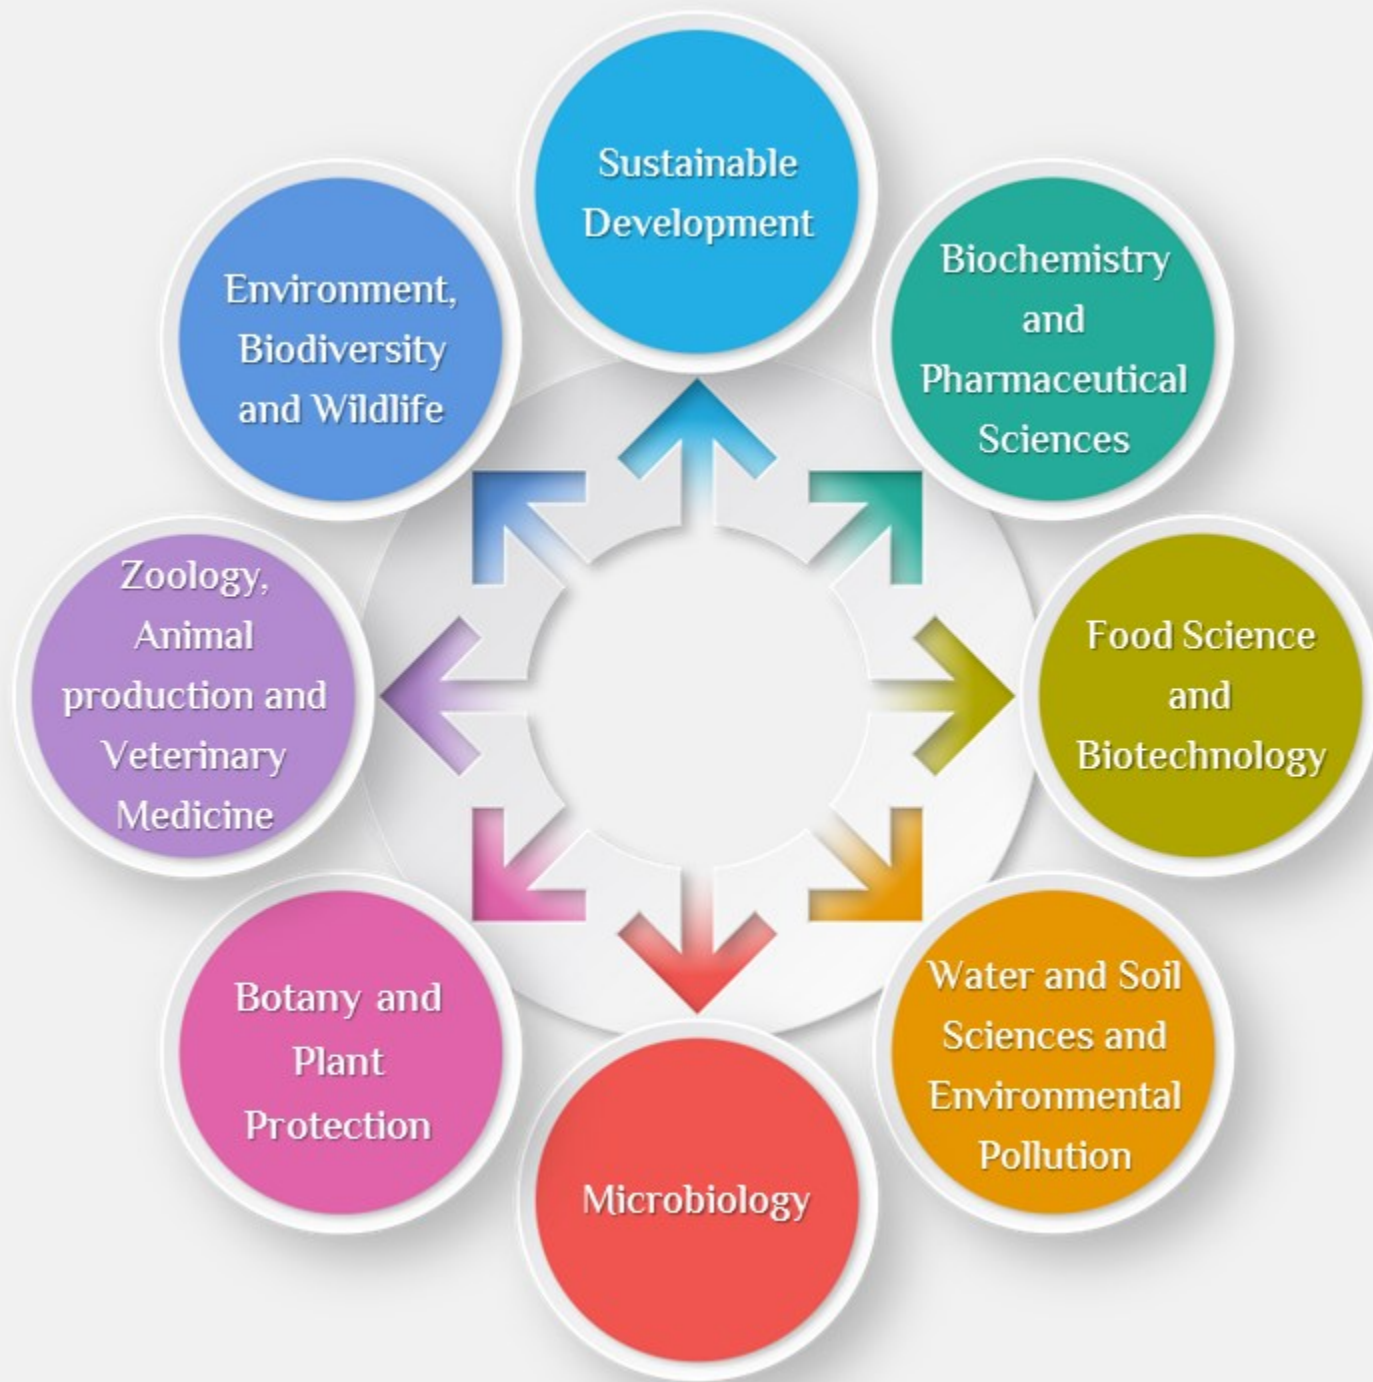 Sustainable
Development
Biochemistry
and
Pharmaceutical
Sciences
Food Science
and
Biotechnology
Water and Soil
Sciences and
Environmental
Pollution
Microbiology
Botany and
Plant
Protection
Zoology,
Animal
production and
Veterinary
Medicine
Environment,
Biodiversity
and Wildlife